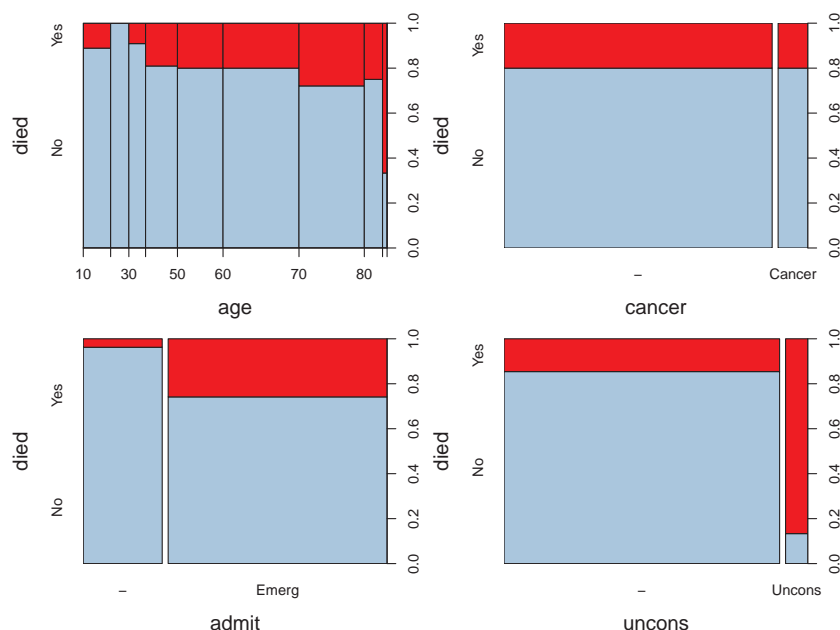 died
Yes
No
0.0 0.2 0.4 0.6 0.8 1.0
10 30 50 60 70 80
age
died
Yes
No
0.0 0.2 0.4 0.6 0.8 1.0
– Cancer
cancer
died
Yes
No
0.0 0.2 0.4 0.6 0.8 1.0
– Emerg
admit
died
Yes
No
0.0 0.2 0.4 0.6 0.8 1.0
– Uncons
uncons